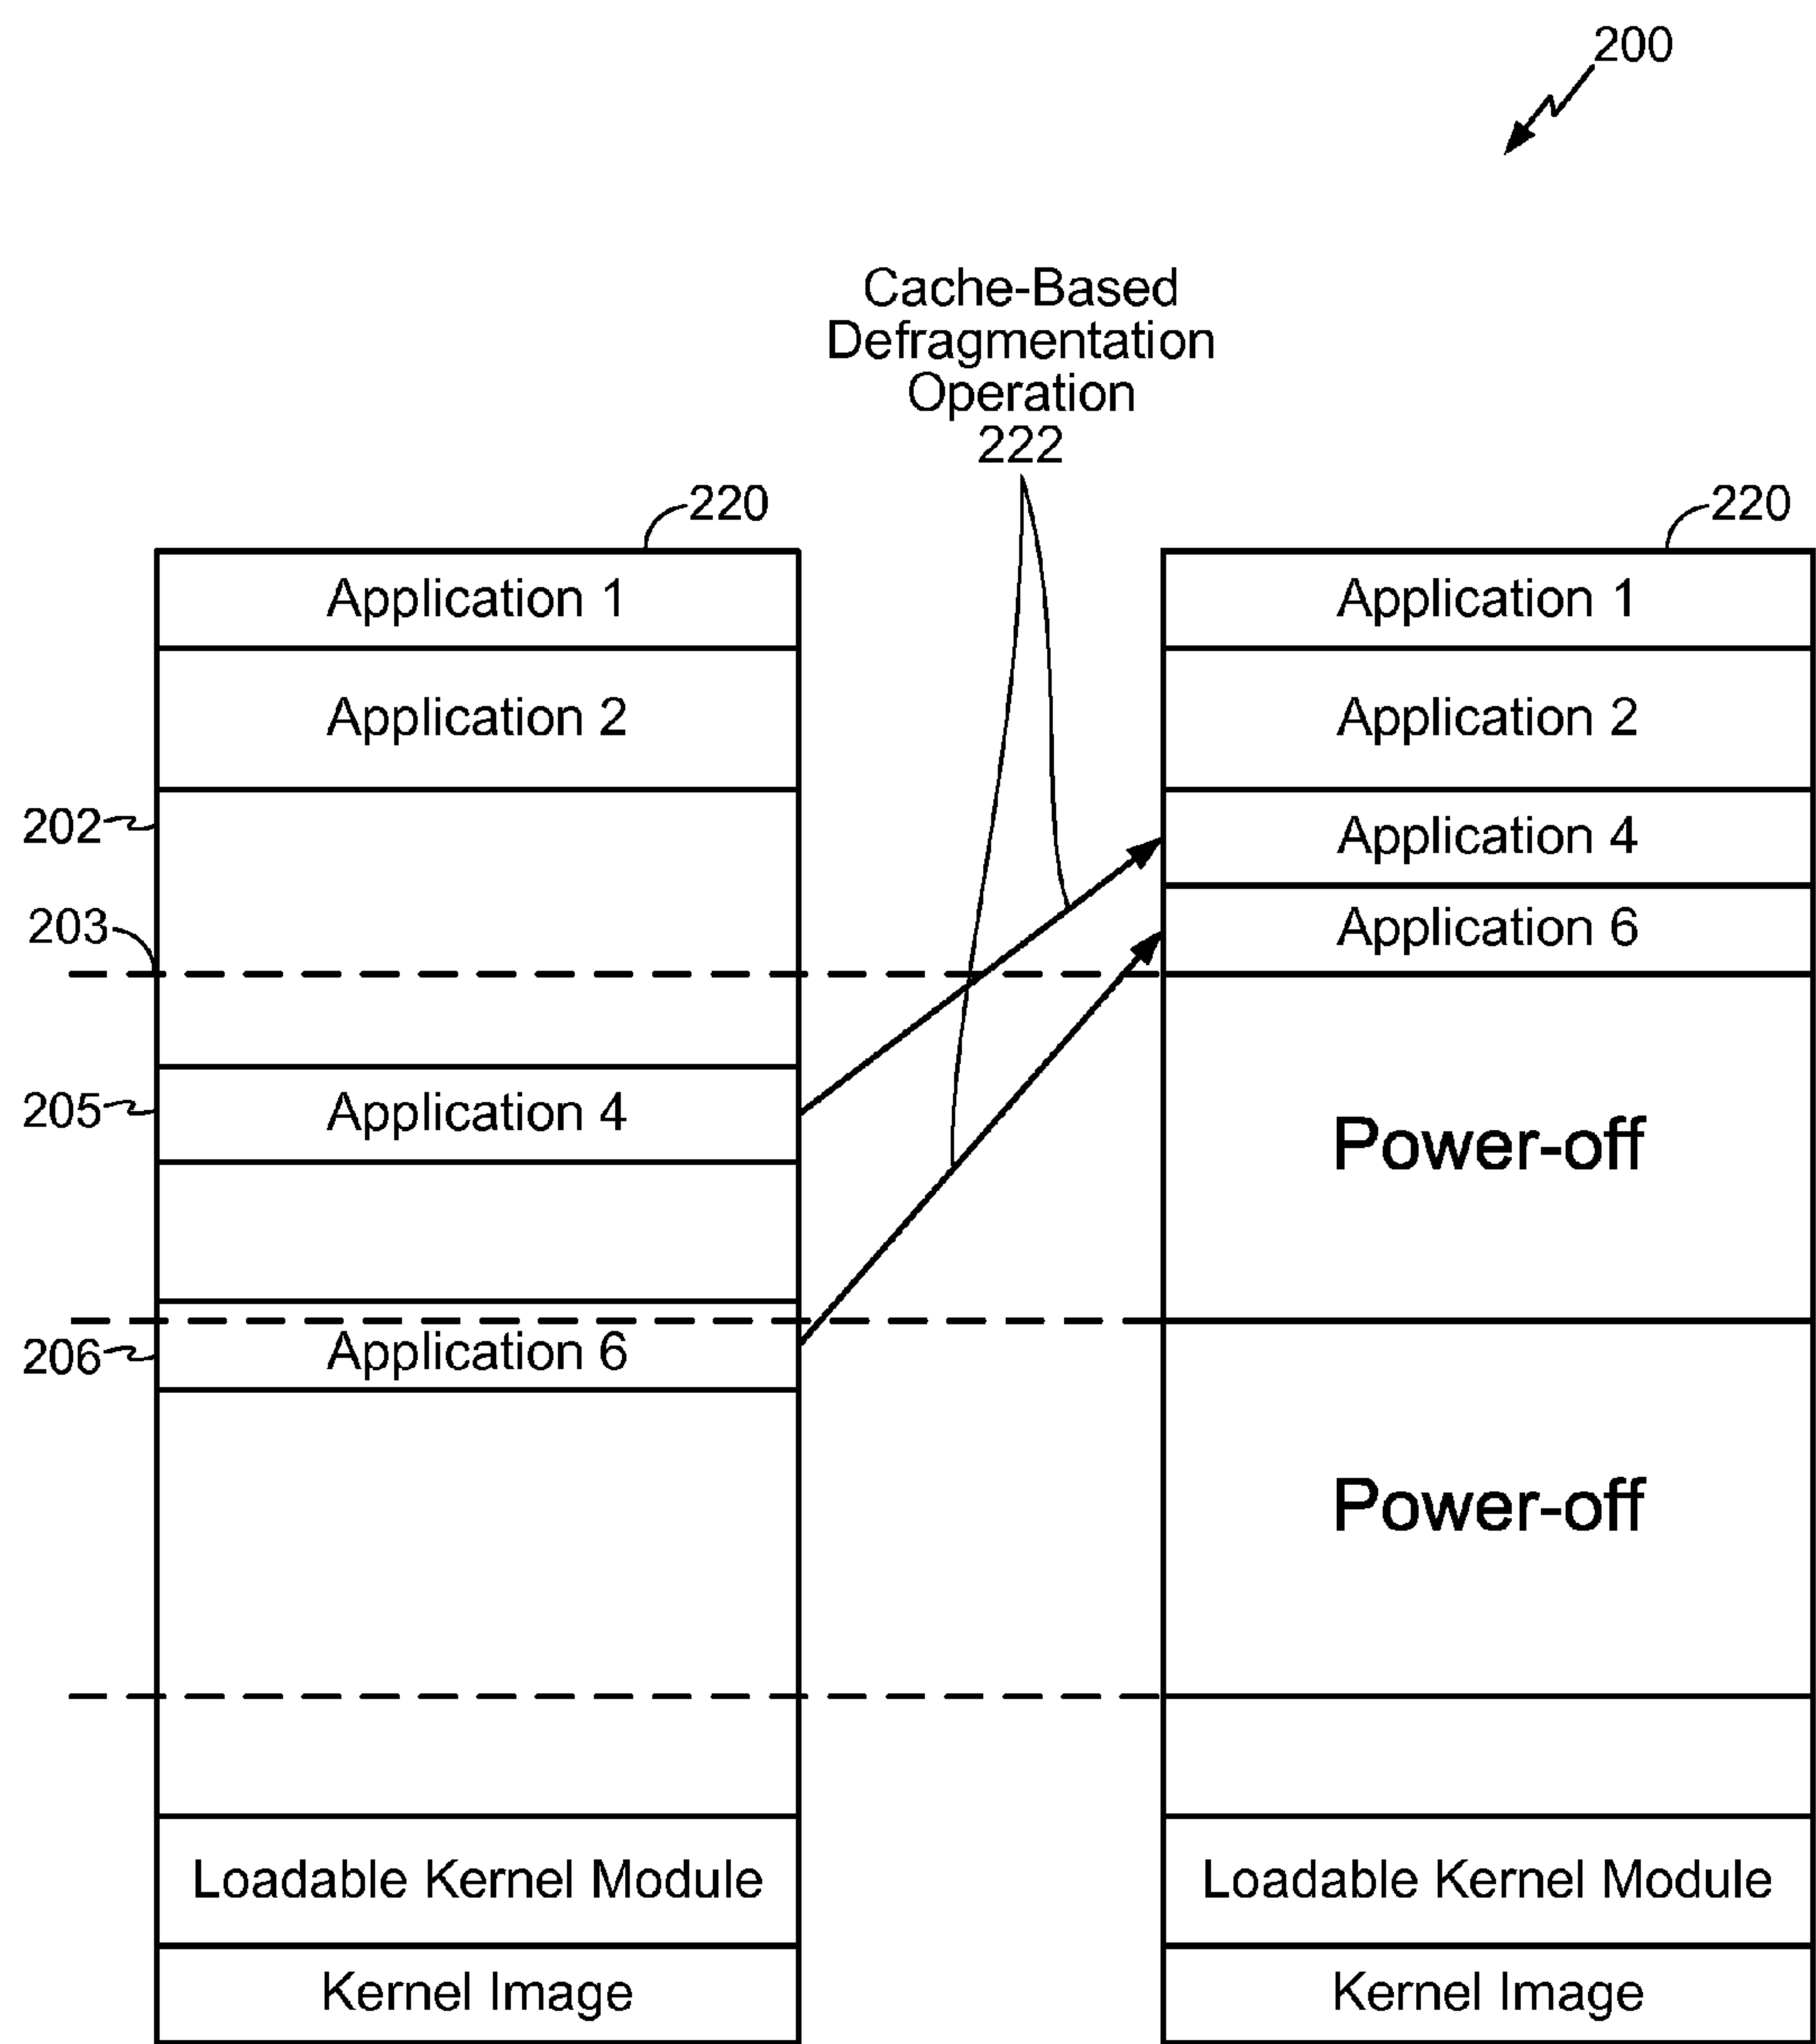 200
Cache-Based
Defragmentation
Operation
222
220
Application 1
Application 2
202
203
205
Application 4
206
Application 6
Loadable Kernel Module
Kernel Image
220
Application 1
Application 2
Application 4
Application 6
Power-off
Power-off
Loadable Kernel Module
Kernel Image